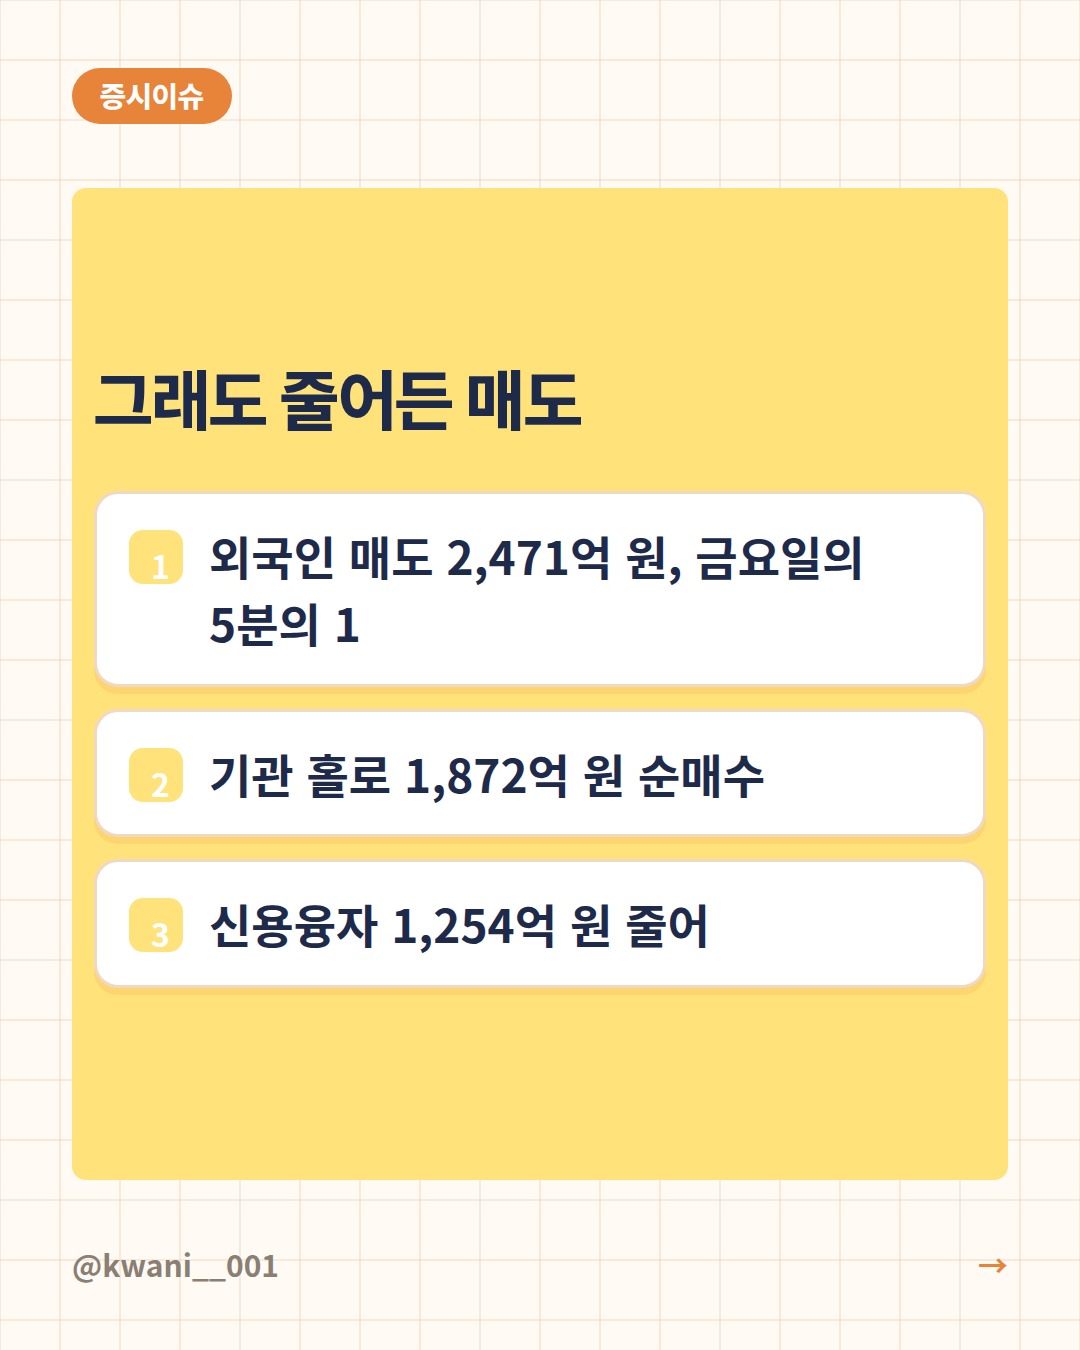 증시이슈
그래도 줄어든 매도
1 외국인 매도 2,471억 원, 금요일의
5분의 1
2 기관 홀로 1,872억 원 순매수
3 신용융자 1,254억 원 줄어
@kwani__001 →